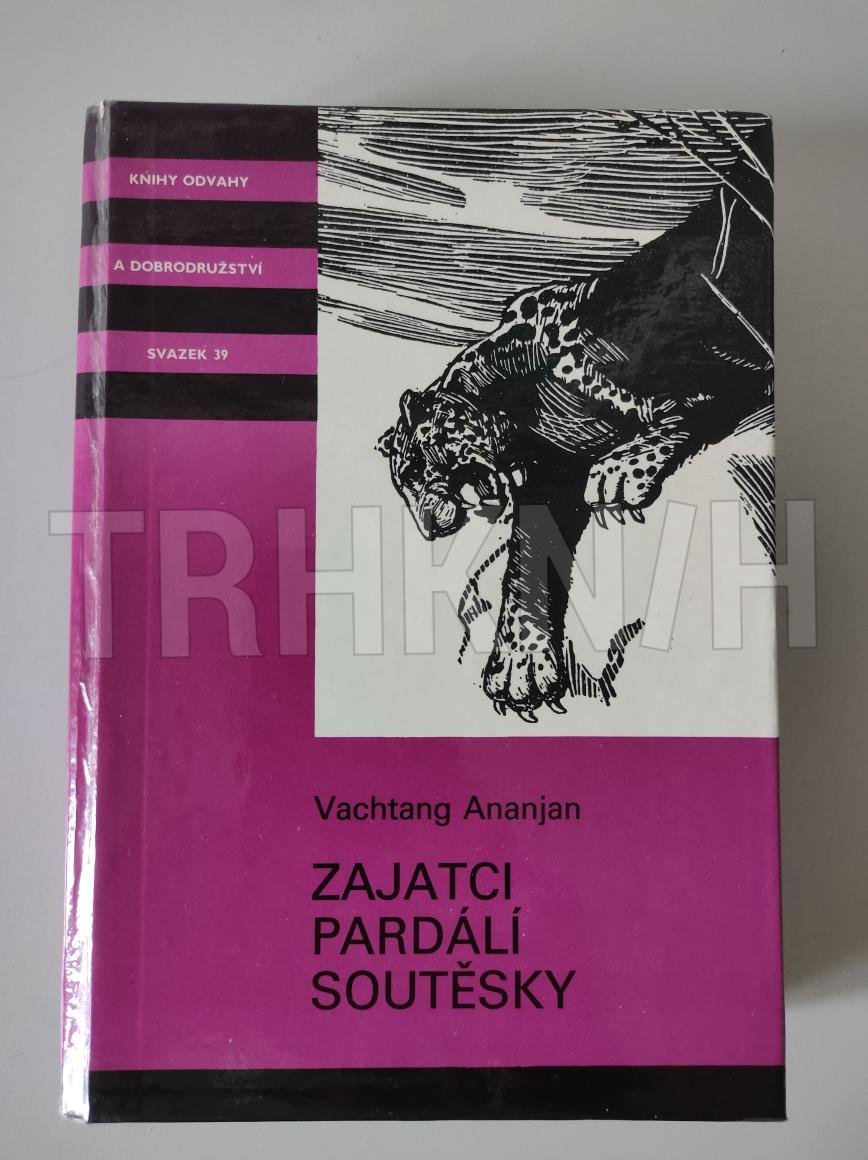 KNIHY ODVAHY
A DOBRODRUŽSTVÍ
SVAZEK 39
TRHKNIH
Vachtang Ananjan
ZAJATCI
PARDÁLÍ
SOUTĚSKY